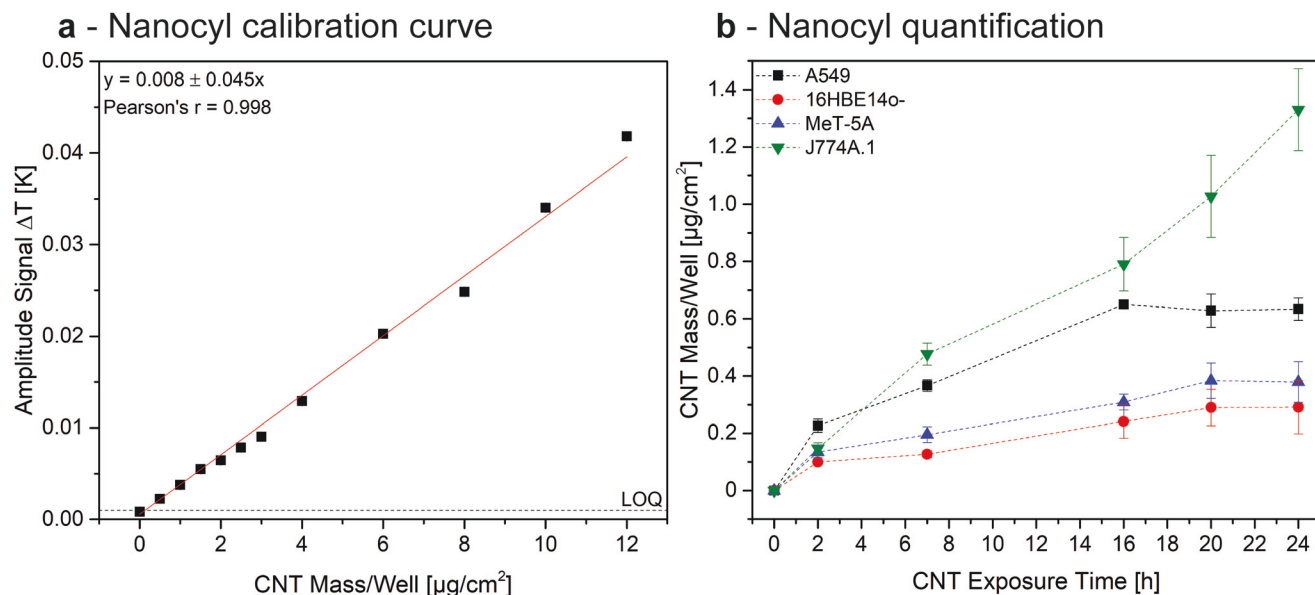 a - Nanocyl calibration curve
y = 0.008 ± 0.045x
Pearson's r = 0.998
Amplitude Signal ΔT [K]
0.05
0.04
0.03
0.02
0.01
0.00
LOQ
0 2 4 6 8 10 12
CNT Mass/Well [µg/cm²]
b - Nanocyl quantification
A549
16HBE14o-
MeT-5A
J774A.1
CNT Mass/Well [µg/cm²]
1.4
1.2
1.0
0.8
0.6
0.4
0.2
0
0 2 4 6 8 10 12 14 16 18 20 22 24
CNT Exposure Time [h]